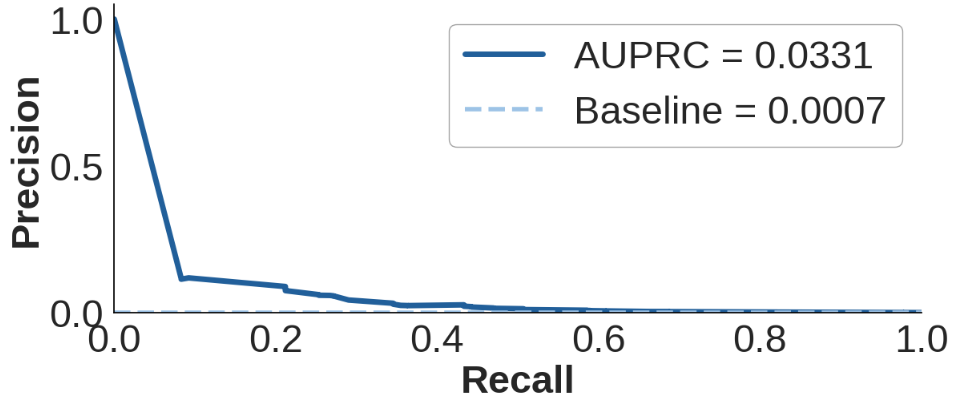 1.0
0.5
0.0
Precision
AUPRC = 0.0331
Baseline = 0.0007
0.0 0.2 0.4 0.6 0.8 1.0
Recall